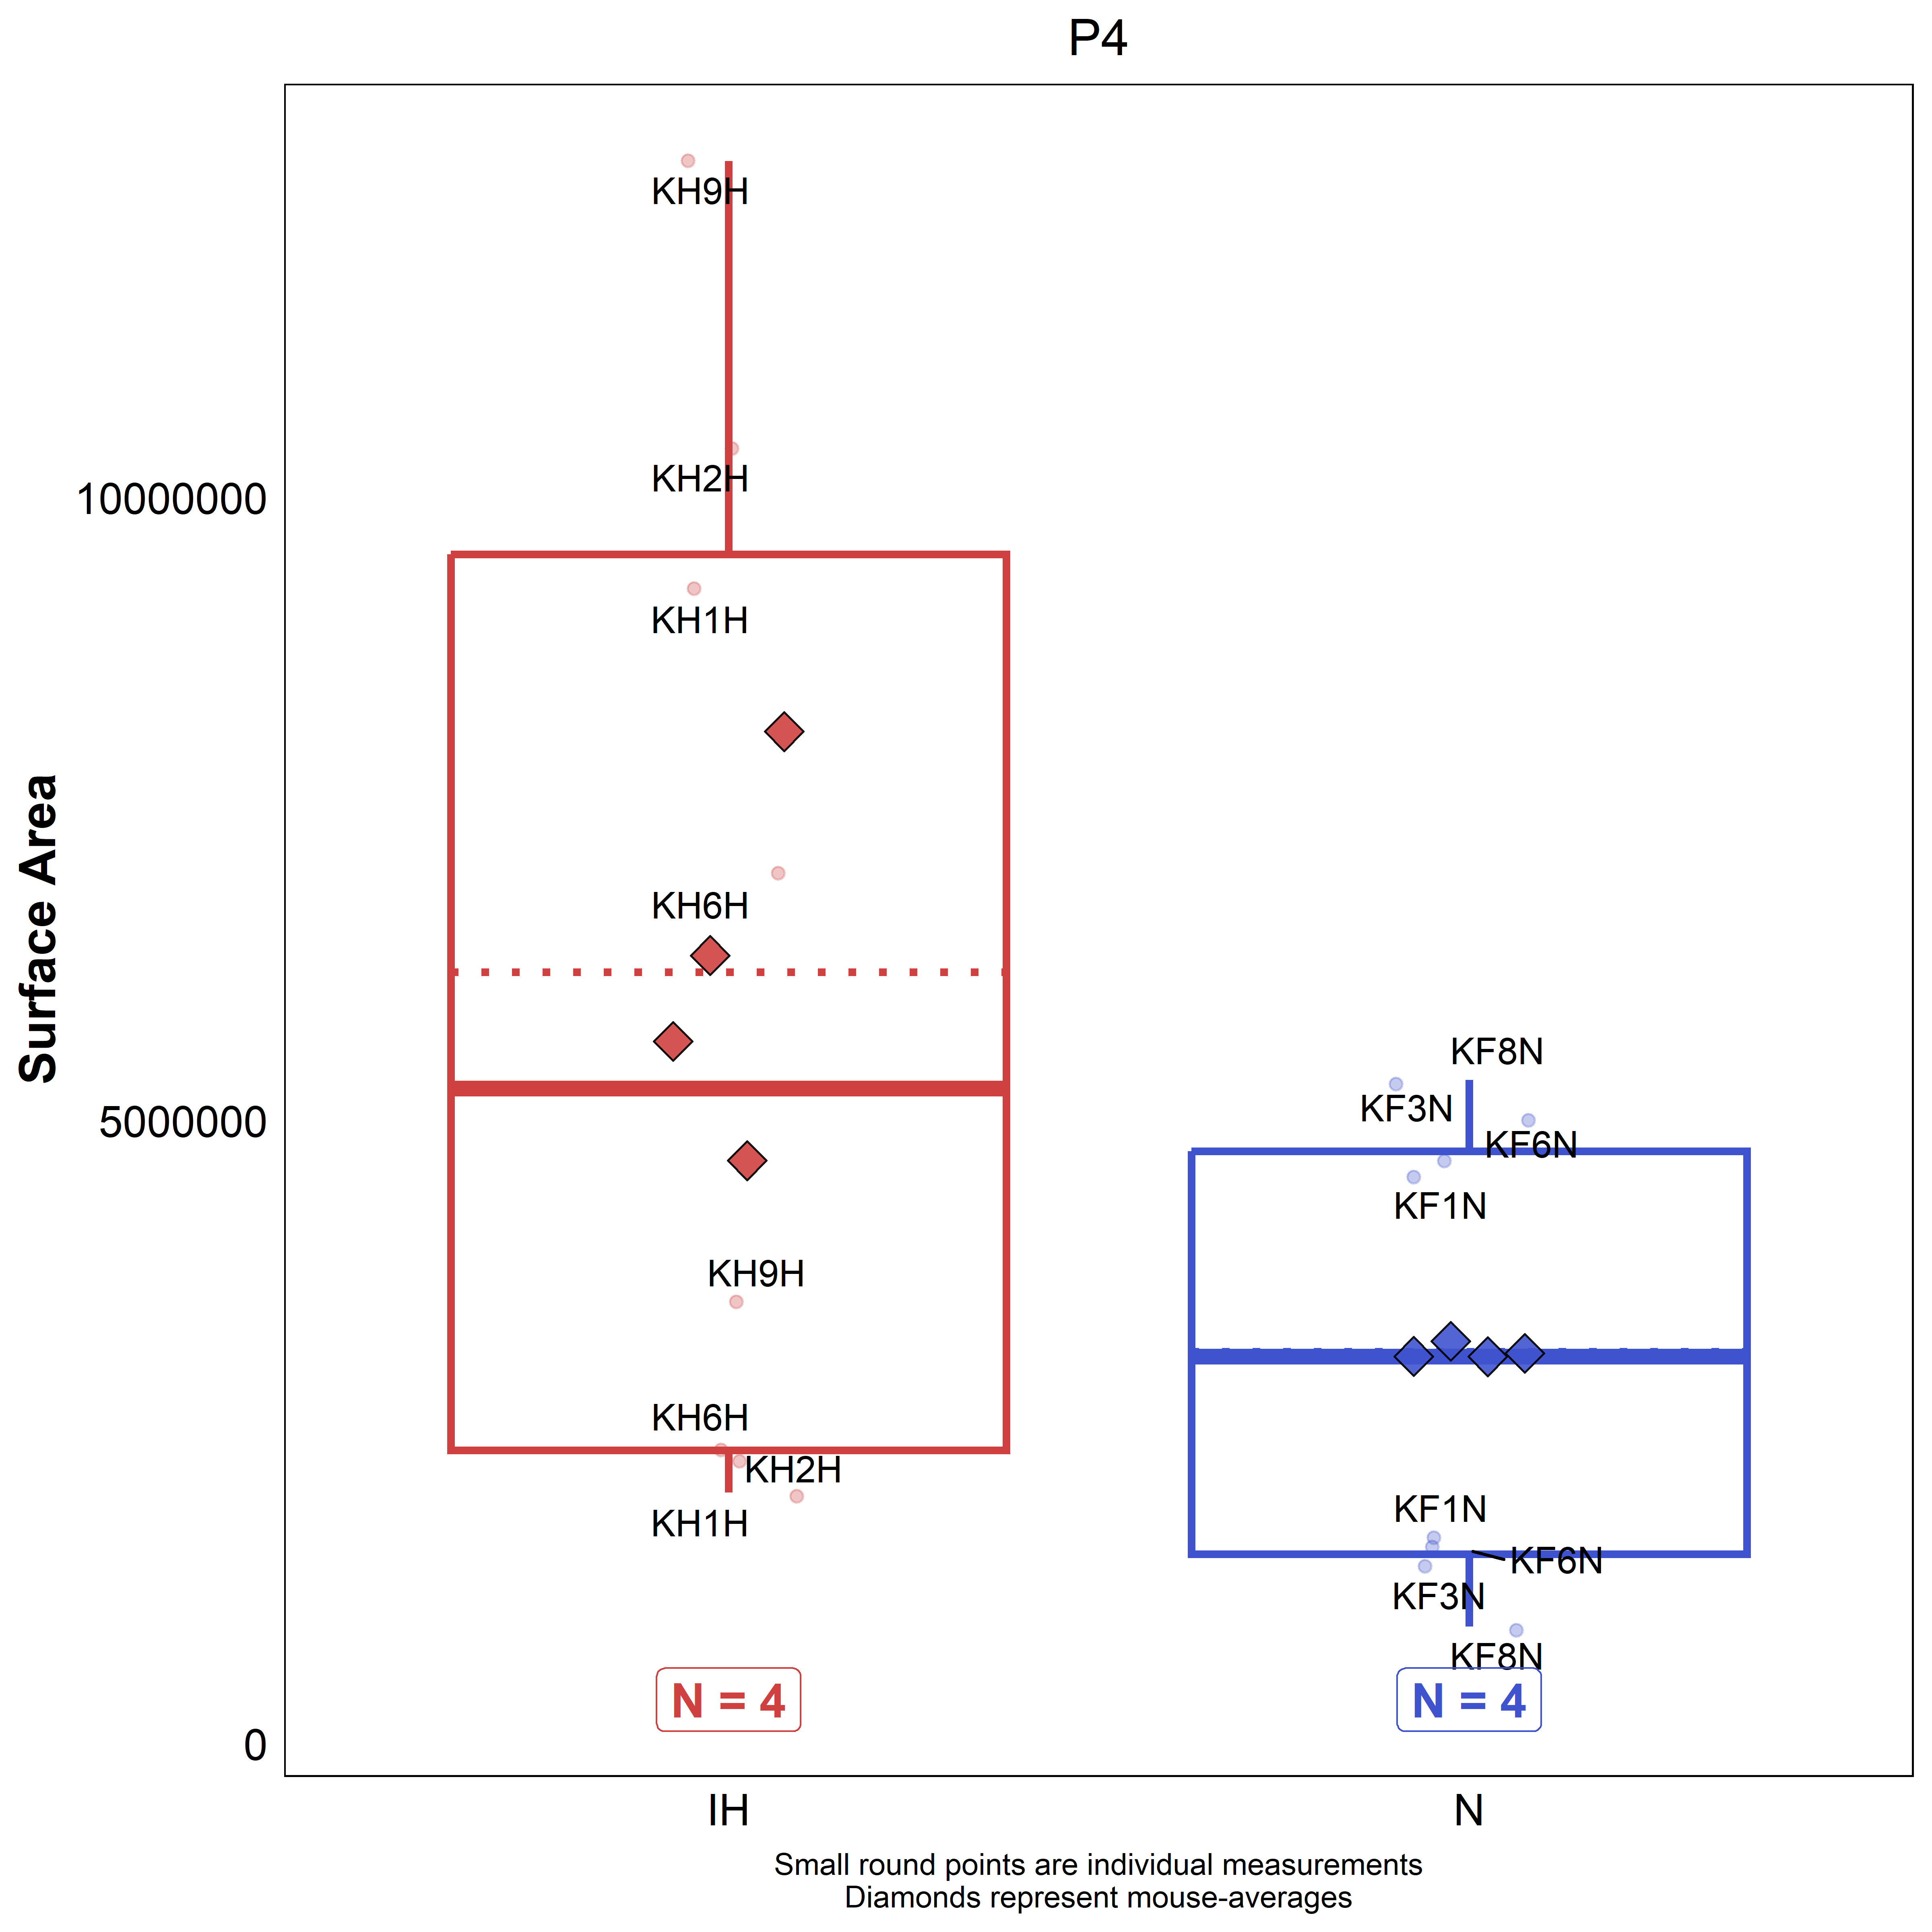 P4
KH9H
KH2H
10000000
KH1H
KH6H
Surface Area
KF8N
KF3N
5000000
KF6N
KF1N
KH9H
KH6H
KH2H
KF1N
KH1H
KF6N
KF3N
KF8N
N = 4
N = 4
0
IH
N
Small round points are individual measurements
Diamonds represent mouse-averages